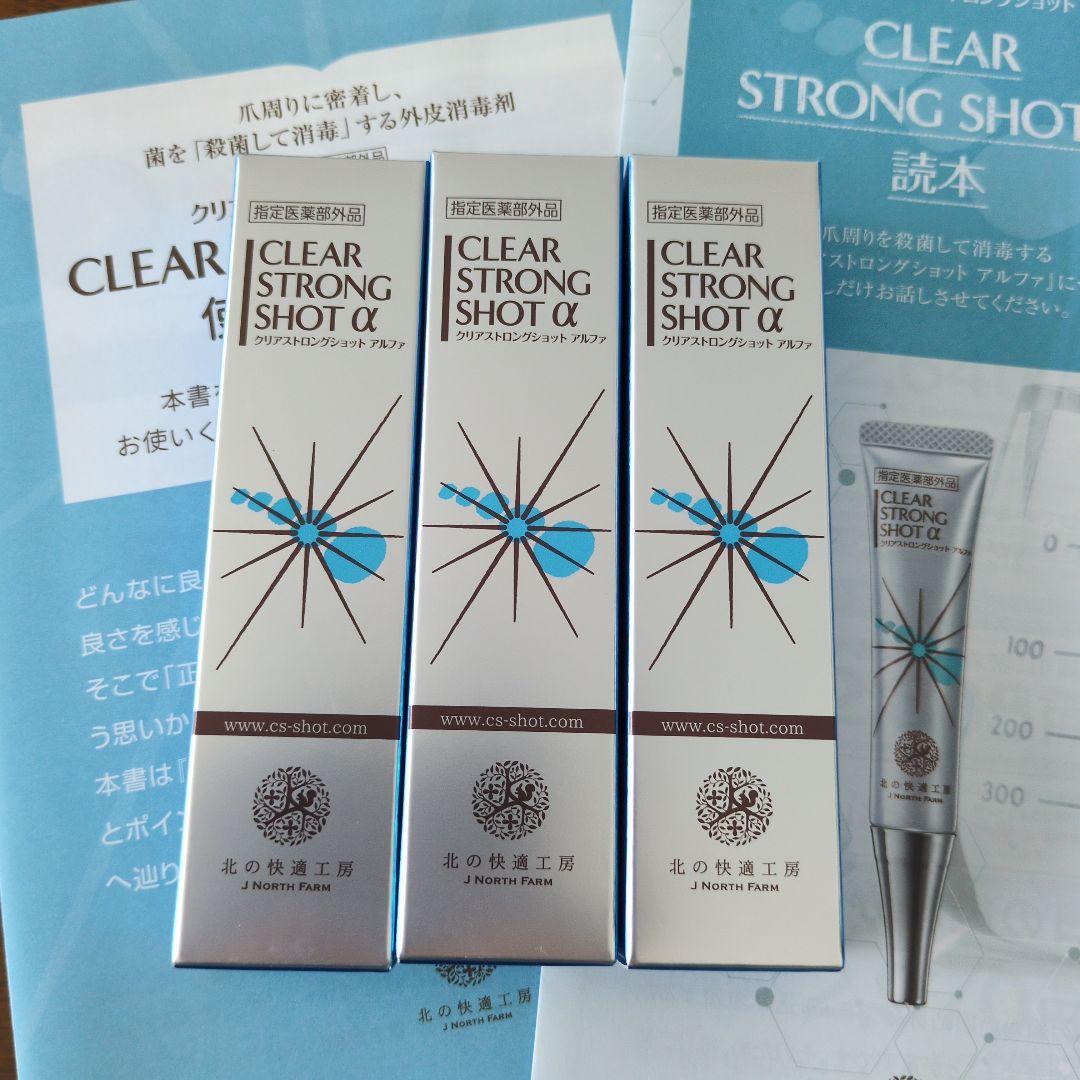 爪周りに密着し、
菌を「殺菌して消毒」する外皮消毒剤
部外品
クリア
CLEAR
使
本書を
お使いく
どんなに良
良さを感じ
そこで「正
う思いか
本書は『
とポイン
へ辿り
北の快適工房
J NORTH FARM
指定医薬部外品
CLEAR
STRONG
SHOT α
クリアストロングショット アルファ
www.cs-shot.com
北の快適工房
J NORTH FARM
指定医薬部外品
CLEAR
STRONG
SHOT α
クリアストロングショット アルファ
www.cs-shot.com
北の快適工房
J NORTH FARM
指定医薬部外品
CLEAR
STRONG
SHOT α
クリアストロングショット アルファ
www.cs-shot.com
北の快適工房
J NORTH FARM
ロングショット
CLEAR
STRONG SHOT
読本
爪周りを殺菌して消毒する
アストロングショット アルファ」に
しだけお話しさせてください。
指定医薬部外品
CLEAR
STRONG
SHOT α
クリアストロングショット アルファ
北の快適工房
J NORTH FARM
0
100
200
300